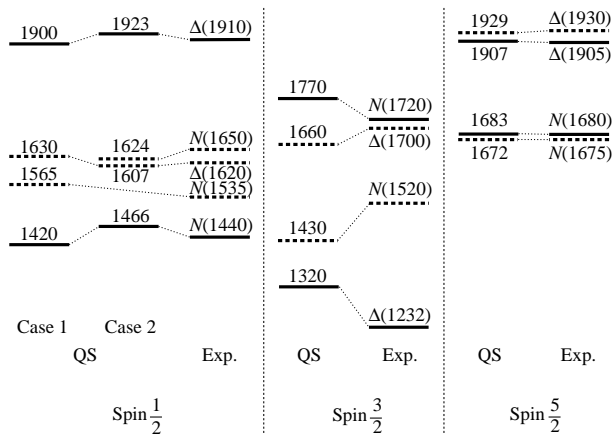 1900
1923
Δ(1910)
1630
1624
N(1650)
1565
1607
Δ(1620)
N(1535)
1420
1466
N(1440)
Case 1
Case 2
QS
Exp.
Spin 1/2
1770
N(1720)
1660
Δ(1700)
N(1520)
1430
1320
Δ(1232)
QS
Exp.
Spin 3/2
1929
Δ(1930)
1907
Δ(1905)
1683
N(1680)
1672
N(1675)
QS
Exp.
Spin 5/2